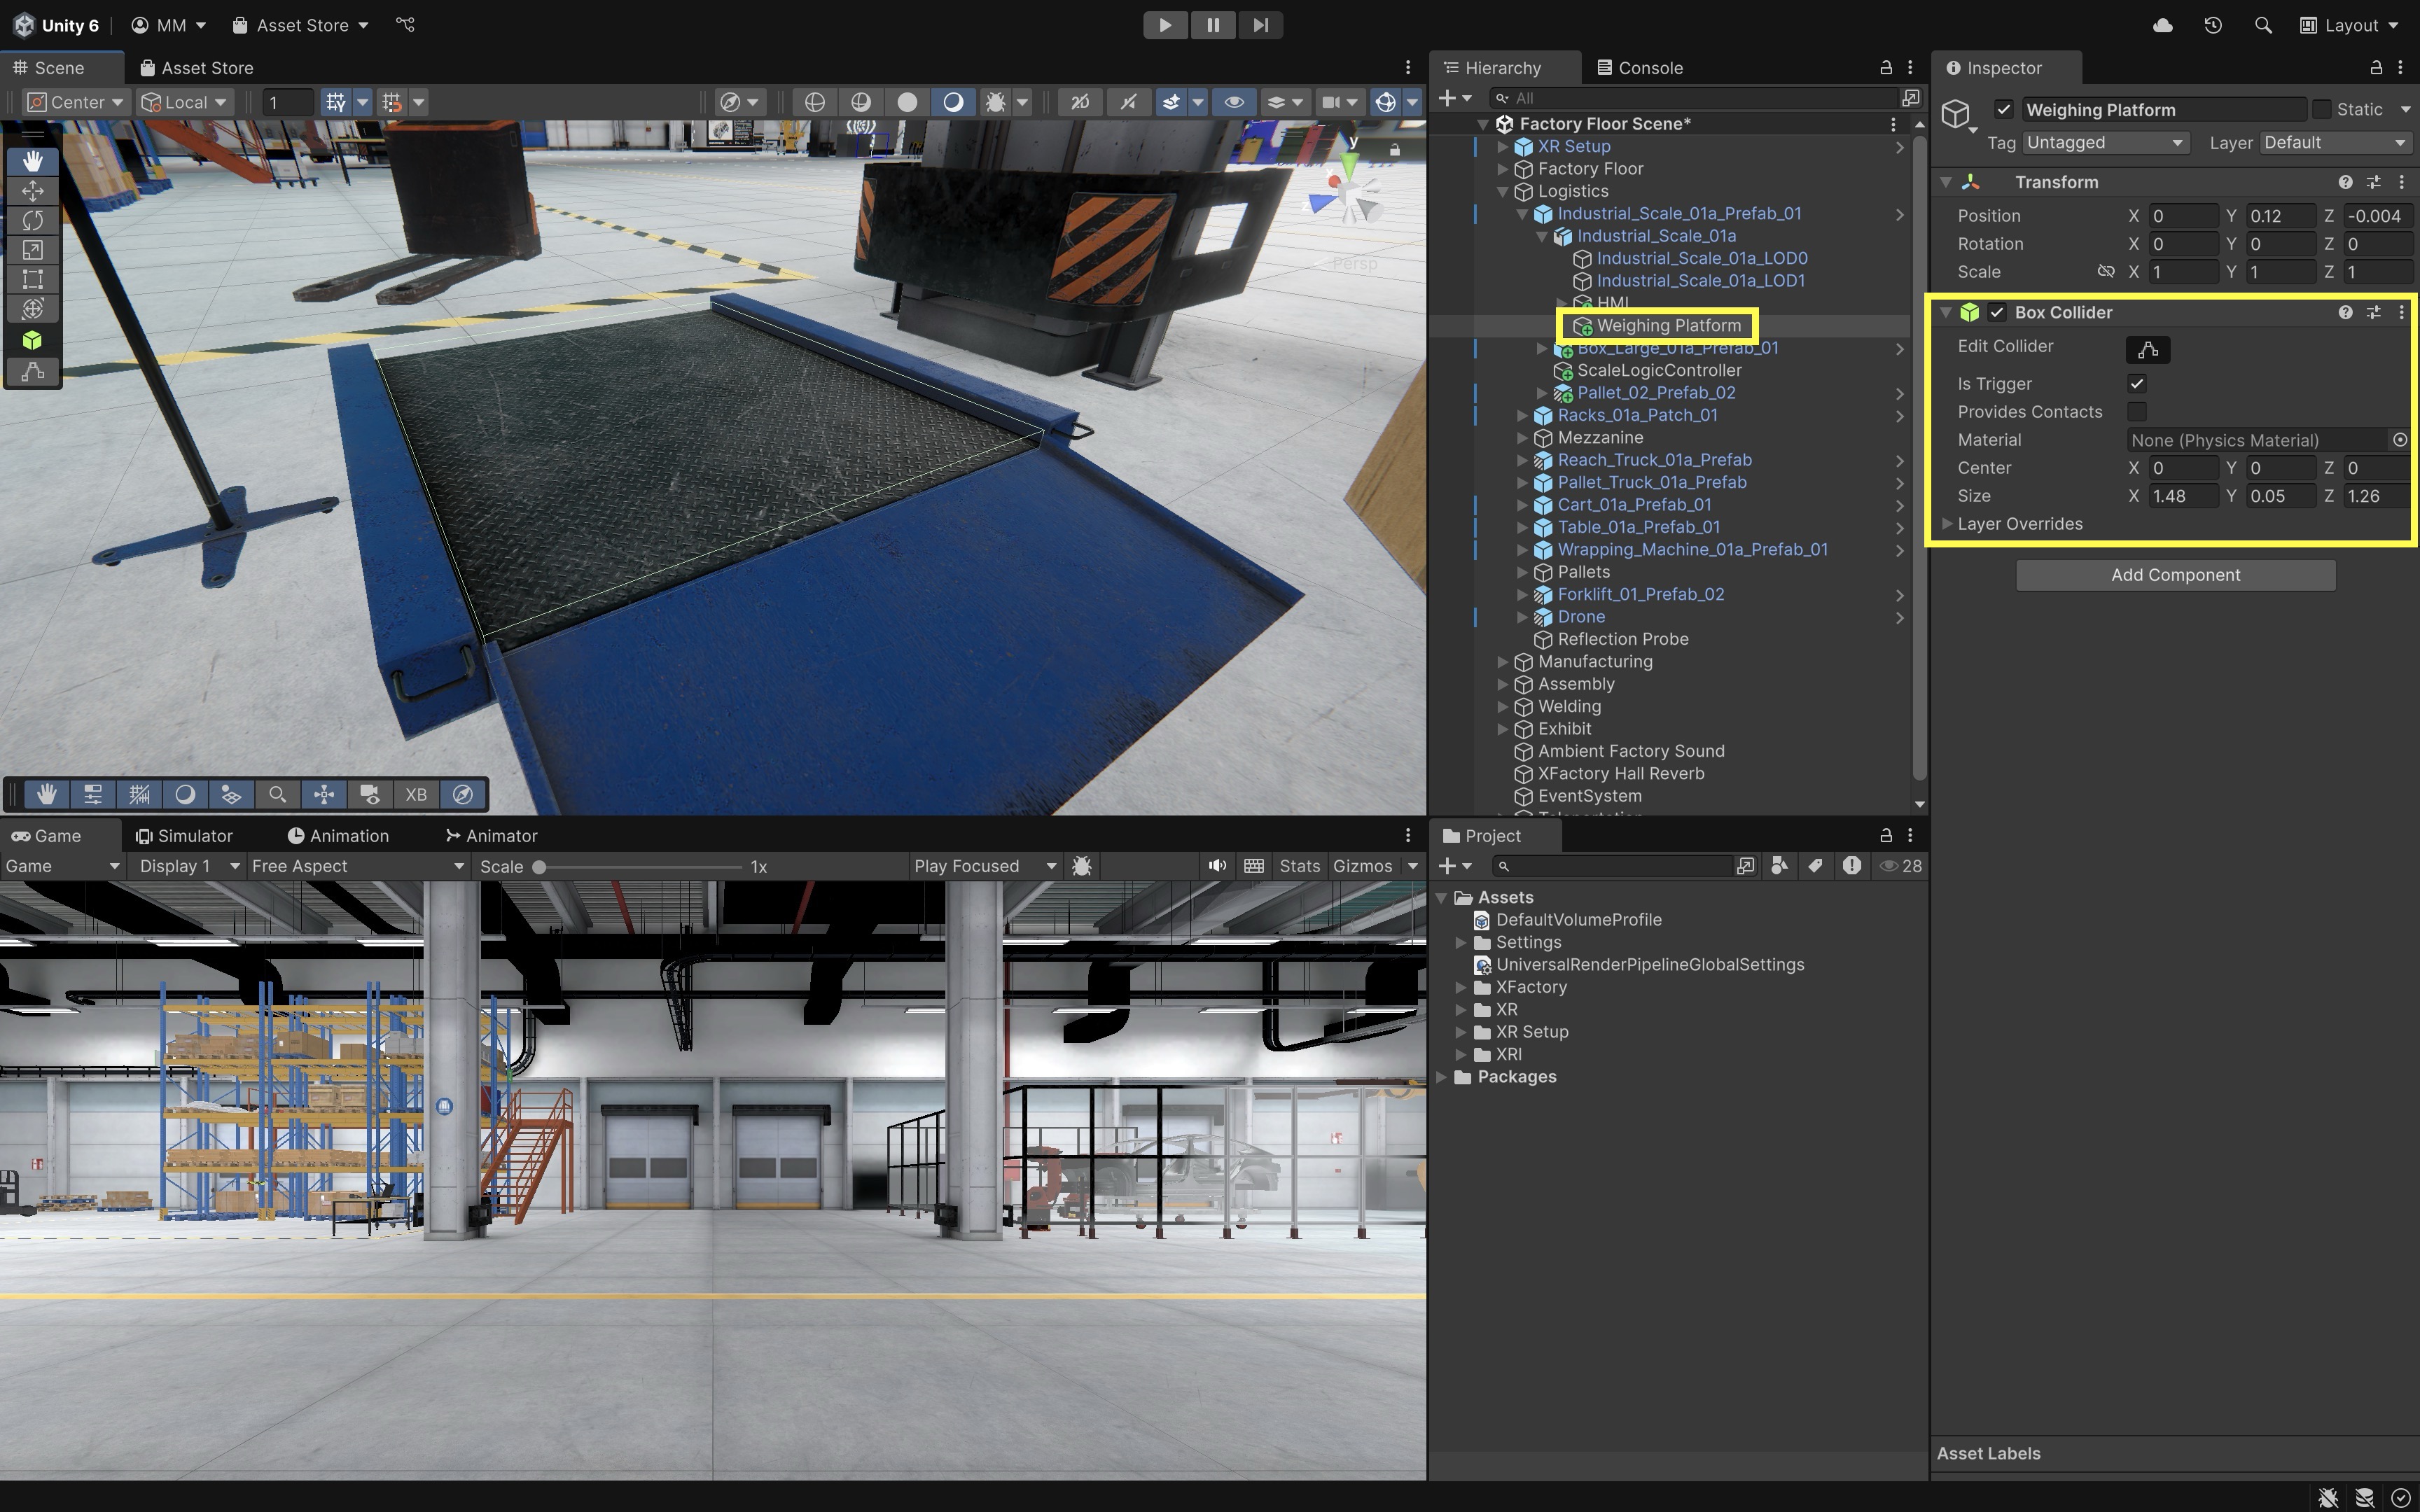 Unity 6 MM Asset Store Layout
Scene Asset Store
Center Local 1 2D
y
x
z
Persp
XB
Hierarchy Console
All
Factory Floor Scene*
XR Setup
Factory Floor
Logistics
Industrial_Scale_01a_Prefab_01
Industrial_Scale_01a
Industrial_Scale_01a_LOD0
Industrial_Scale_01a_LOD1
HMI
Weighing Platform
Box_Large_01a_Prefab_01
ScaleLogicController
Pallet_02_Prefab_02
Racks_01a_Patch_01
Mezzanine
Reach_Truck_01a_Prefab
Pallet_Truck_01a_Prefab
Cart_01a_Prefab_01
Table_01a_Prefab_01
Wrapping_Machine_01a_Prefab_01
Pallets
Forklift_01_Prefab_02
Drone
Reflection Probe
Manufacturing
Assembly
Welding
Exhibit
Ambient Factory Sound
XFactory Hall Reverb
EventSystem
Inspector
Weighing Platform Static
Tag Untagged Layer Default
Transform
Position X 0 Y 0.12 Z -0.004
Rotation X 0 Y 0 Z 0
Scale X 1 Y 1 Z 1
Box Collider
Edit Collider
Is Trigger
Provides Contacts
Material None (Physics Material)
Center X 0 Y 0 Z 0
Size X 1.48 Y 0.05 Z 1.26
Layer Overrides
Add Component
Asset Labels
Game Simulator Animation Animator
Game Display 1 Free Aspect Scale 1x Play Focused Stats Gizmos
Project
28
Assets
DefaultVolumeProfile
Settings
UniversalRenderPipelineGlobalSettings
XFactory
XR
XR Setup
XRI
Packages